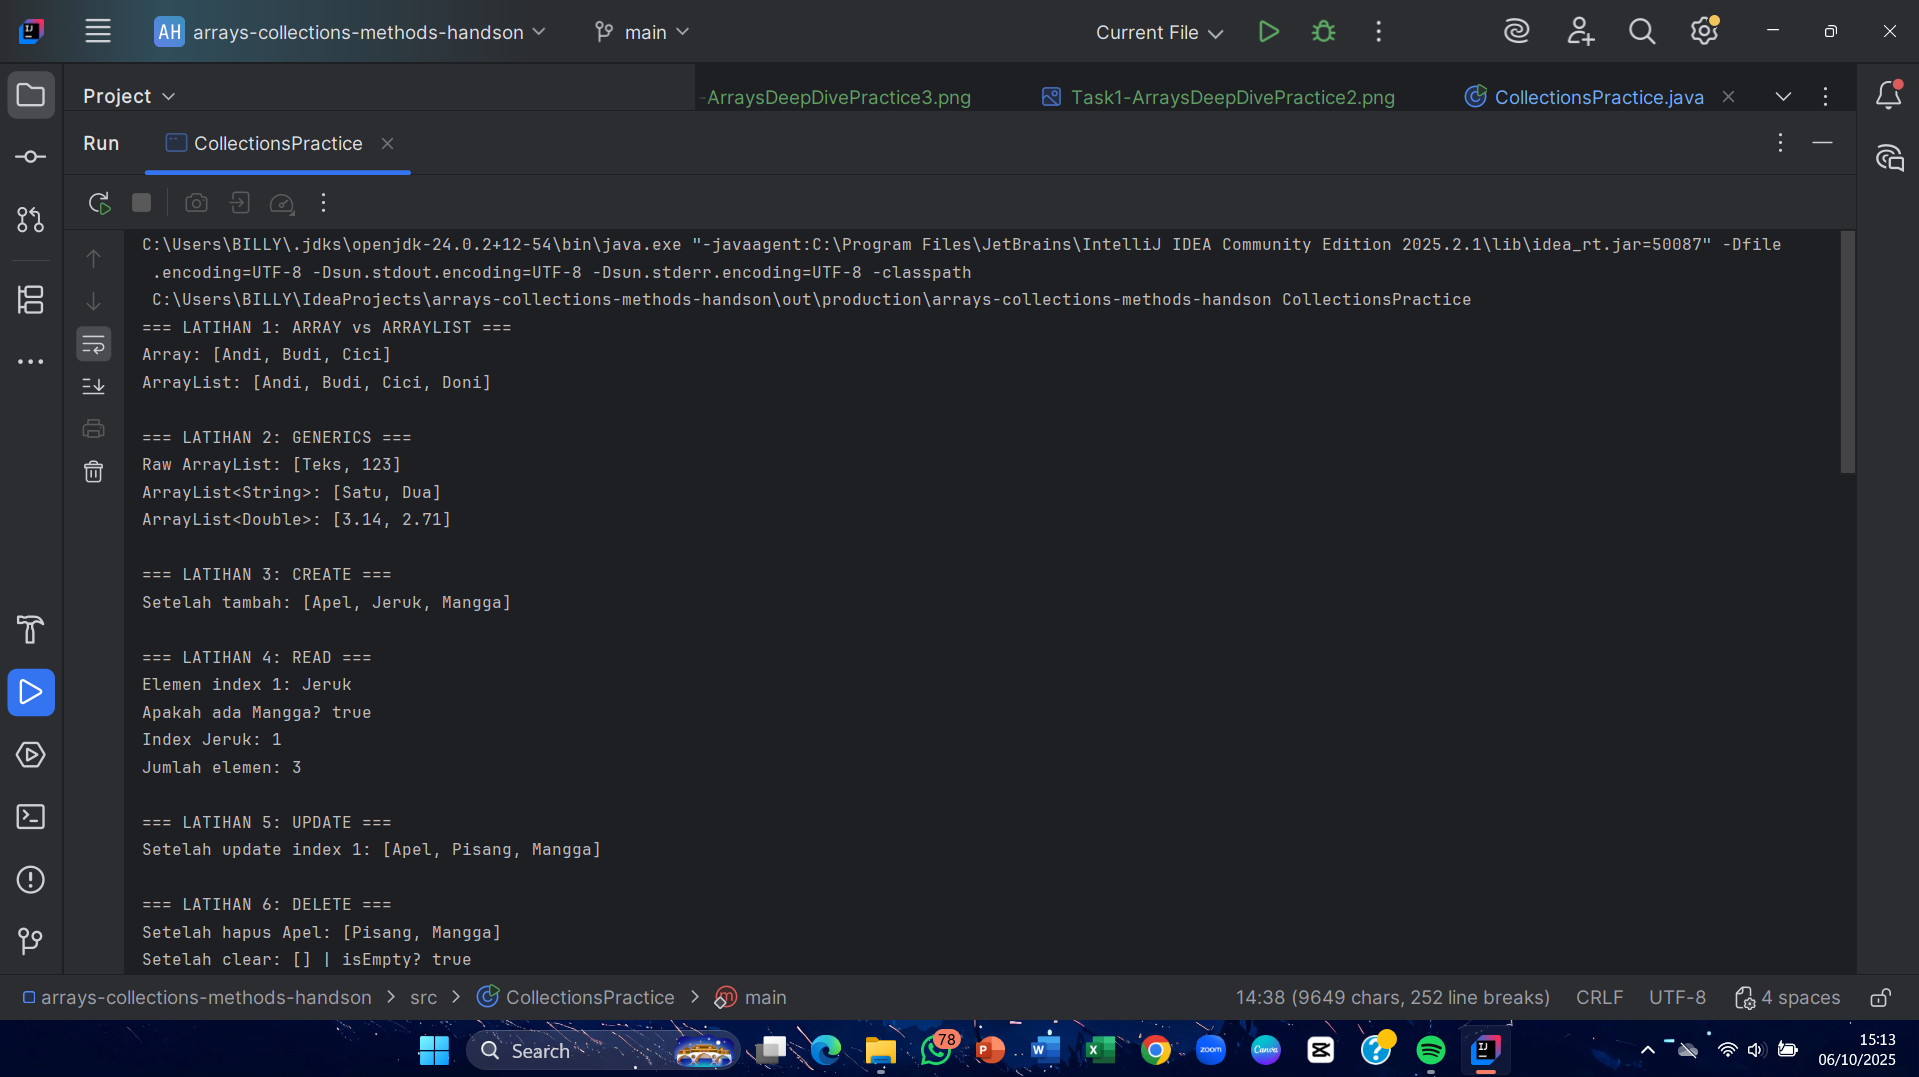 AH arrays-collections-methods-handson main Current File
Project
-ArraysDeepDivePractice3.png Task1-ArraysDeepDivePractice2.png CollectionsPractice.java
Run CollectionsPractice
C:\Users\BILLY\.jdks\openjdk-24.0.2+12-54\bin\java.exe "-javaagent:C:\Program Files\JetBrains\IntelliJ IDEA Community Edition 2025.2.1\lib\idea_rt.jar=50087" -Dfile
.encoding=UTF-8 -Dsun.stdout.encoding=UTF-8 -Dsun.stderr.encoding=UTF-8 -classpath
C:\Users\BILLY\IdeaProjects\arrays-collections-methods-handson\out\production\arrays-collections-methods-handson CollectionsPractice
=== LATIHAN 1: ARRAY vs ARRAYLIST ===
Array: [Andi, Budi, Cici]
ArrayList: [Andi, Budi, Cici, Doni]
=== LATIHAN 2: GENERICS ===
Raw ArrayList: [Teks, 123]
ArrayList<String>: [Satu, Dua]
ArrayList<Double>: [3.14, 2.71]
=== LATIHAN 3: CREATE ===
Setelah tambah: [Apel, Jeruk, Mangga]
=== LATIHAN 4: READ ===
Elemen index 1: Jeruk
Apakah ada Mangga? true
Index Jeruk: 1
Jumlah elemen: 3
=== LATIHAN 5: UPDATE ===
Setelah update index 1: [Apel, Pisang, Mangga]
=== LATIHAN 6: DELETE ===
Setelah hapus Apel: [Pisang, Mangga]
Setelah clear: [] | isEmpty? true
arrays-collections-methods-handson > src > CollectionsPractice > main 14:38 (9649 chars, 252 line breaks) CRLF UTF-8 4 spaces
Search 78 zoom Canva 15:13
06/10/2025